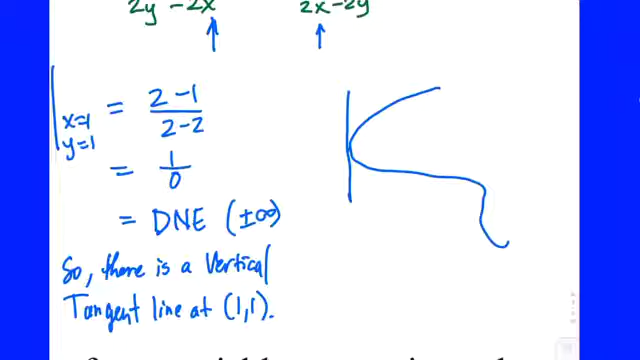 2y - 2x    2x - 2y
| x=1 y=1 = 2-1 / 2-2
= 1/0
= DNE (±∞)
So, there is a Vertical
Tangent line at (1,1).